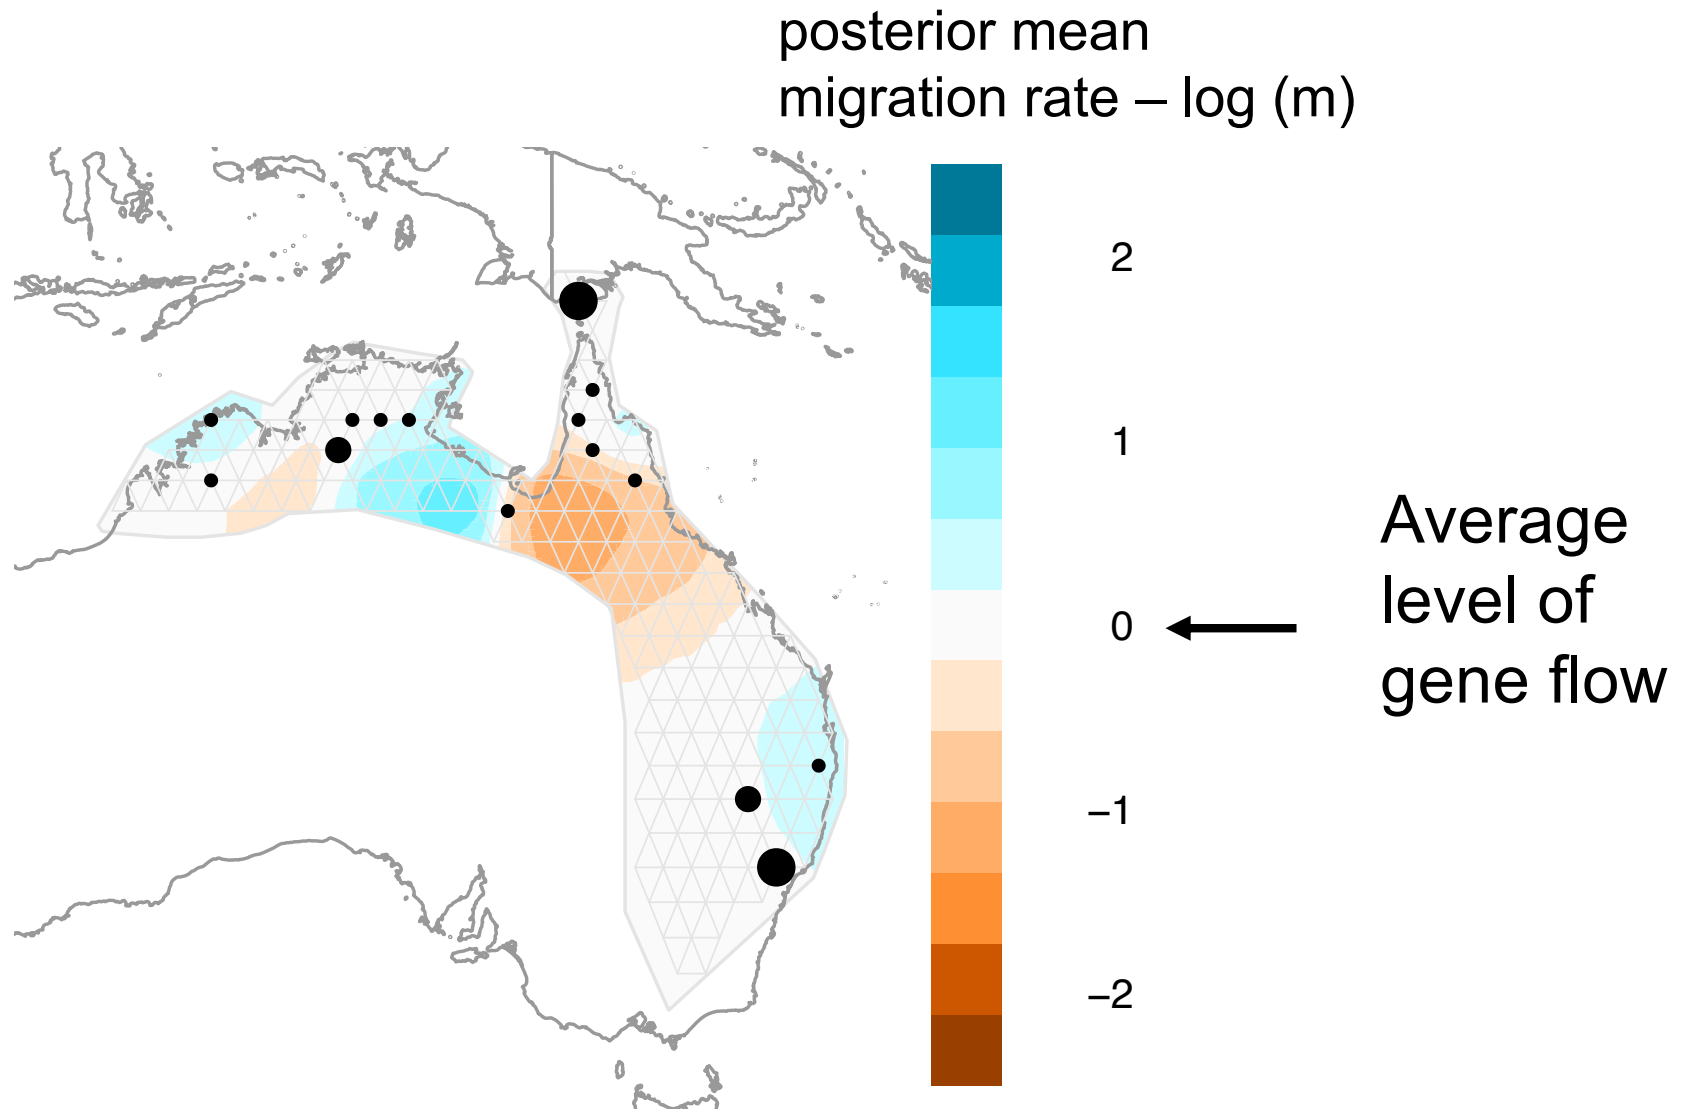 posterior mean
migration rate – log (m)
2
1
0
−1
−2
Average
level of
gene flow